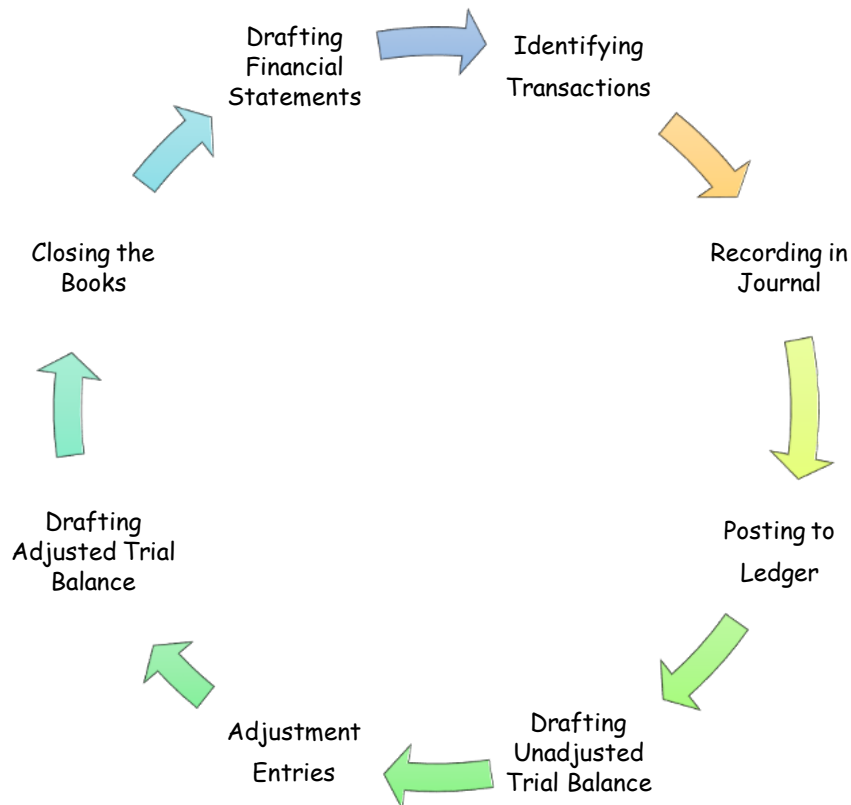 Drafting
Financial
Statements
Identifying
Transactions
Recording in
Journal
Posting to
Ledger
Drafting
Unadjusted
Trial Balance
Adjustment
Entries
Drafting
Adjusted Trial
Balance
Closing the
Books